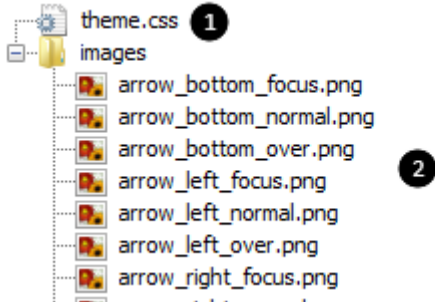 theme.css 1
images
arrow_bottom_focus.png
arrow_bottom_normal.png
arrow_bottom_over.png
2
arrow_left_focus.png
arrow_left_normal.png
arrow_left_over.png
arrow_right_focus.png